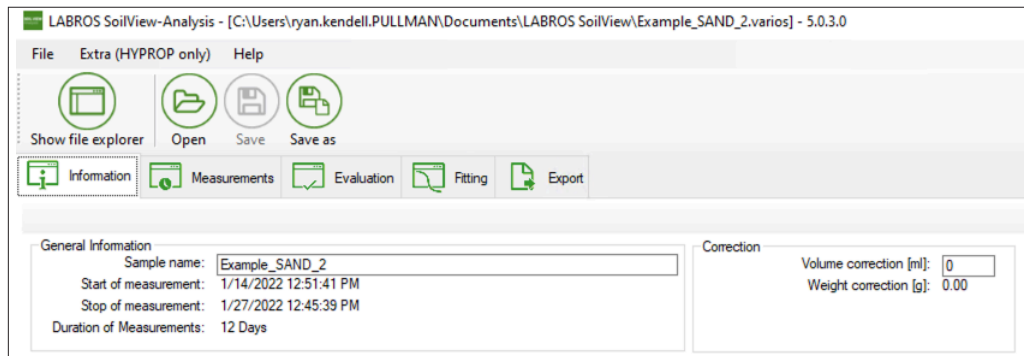 LABROS SoilView-Analysis - [C:\Users\ryan.kendell.PULLMAN\Documents\LABROS SoilView\Example_SAND_2.varios] - 5.0.3.0
File Extra (HYPROP only) Help
Show file explorer Open Save Save as
Information Measurements Evaluation Fitting Export
General Information
Sample name: Example_SAND_2
Start of measurement: 1/14/2022 12:51:41 PM
Stop of measurement: 1/27/2022 12:45:39 PM
Duration of Measurements: 12 Days
Correction
Volume correction [ml]: 0
Weight correction [g]: 0.00